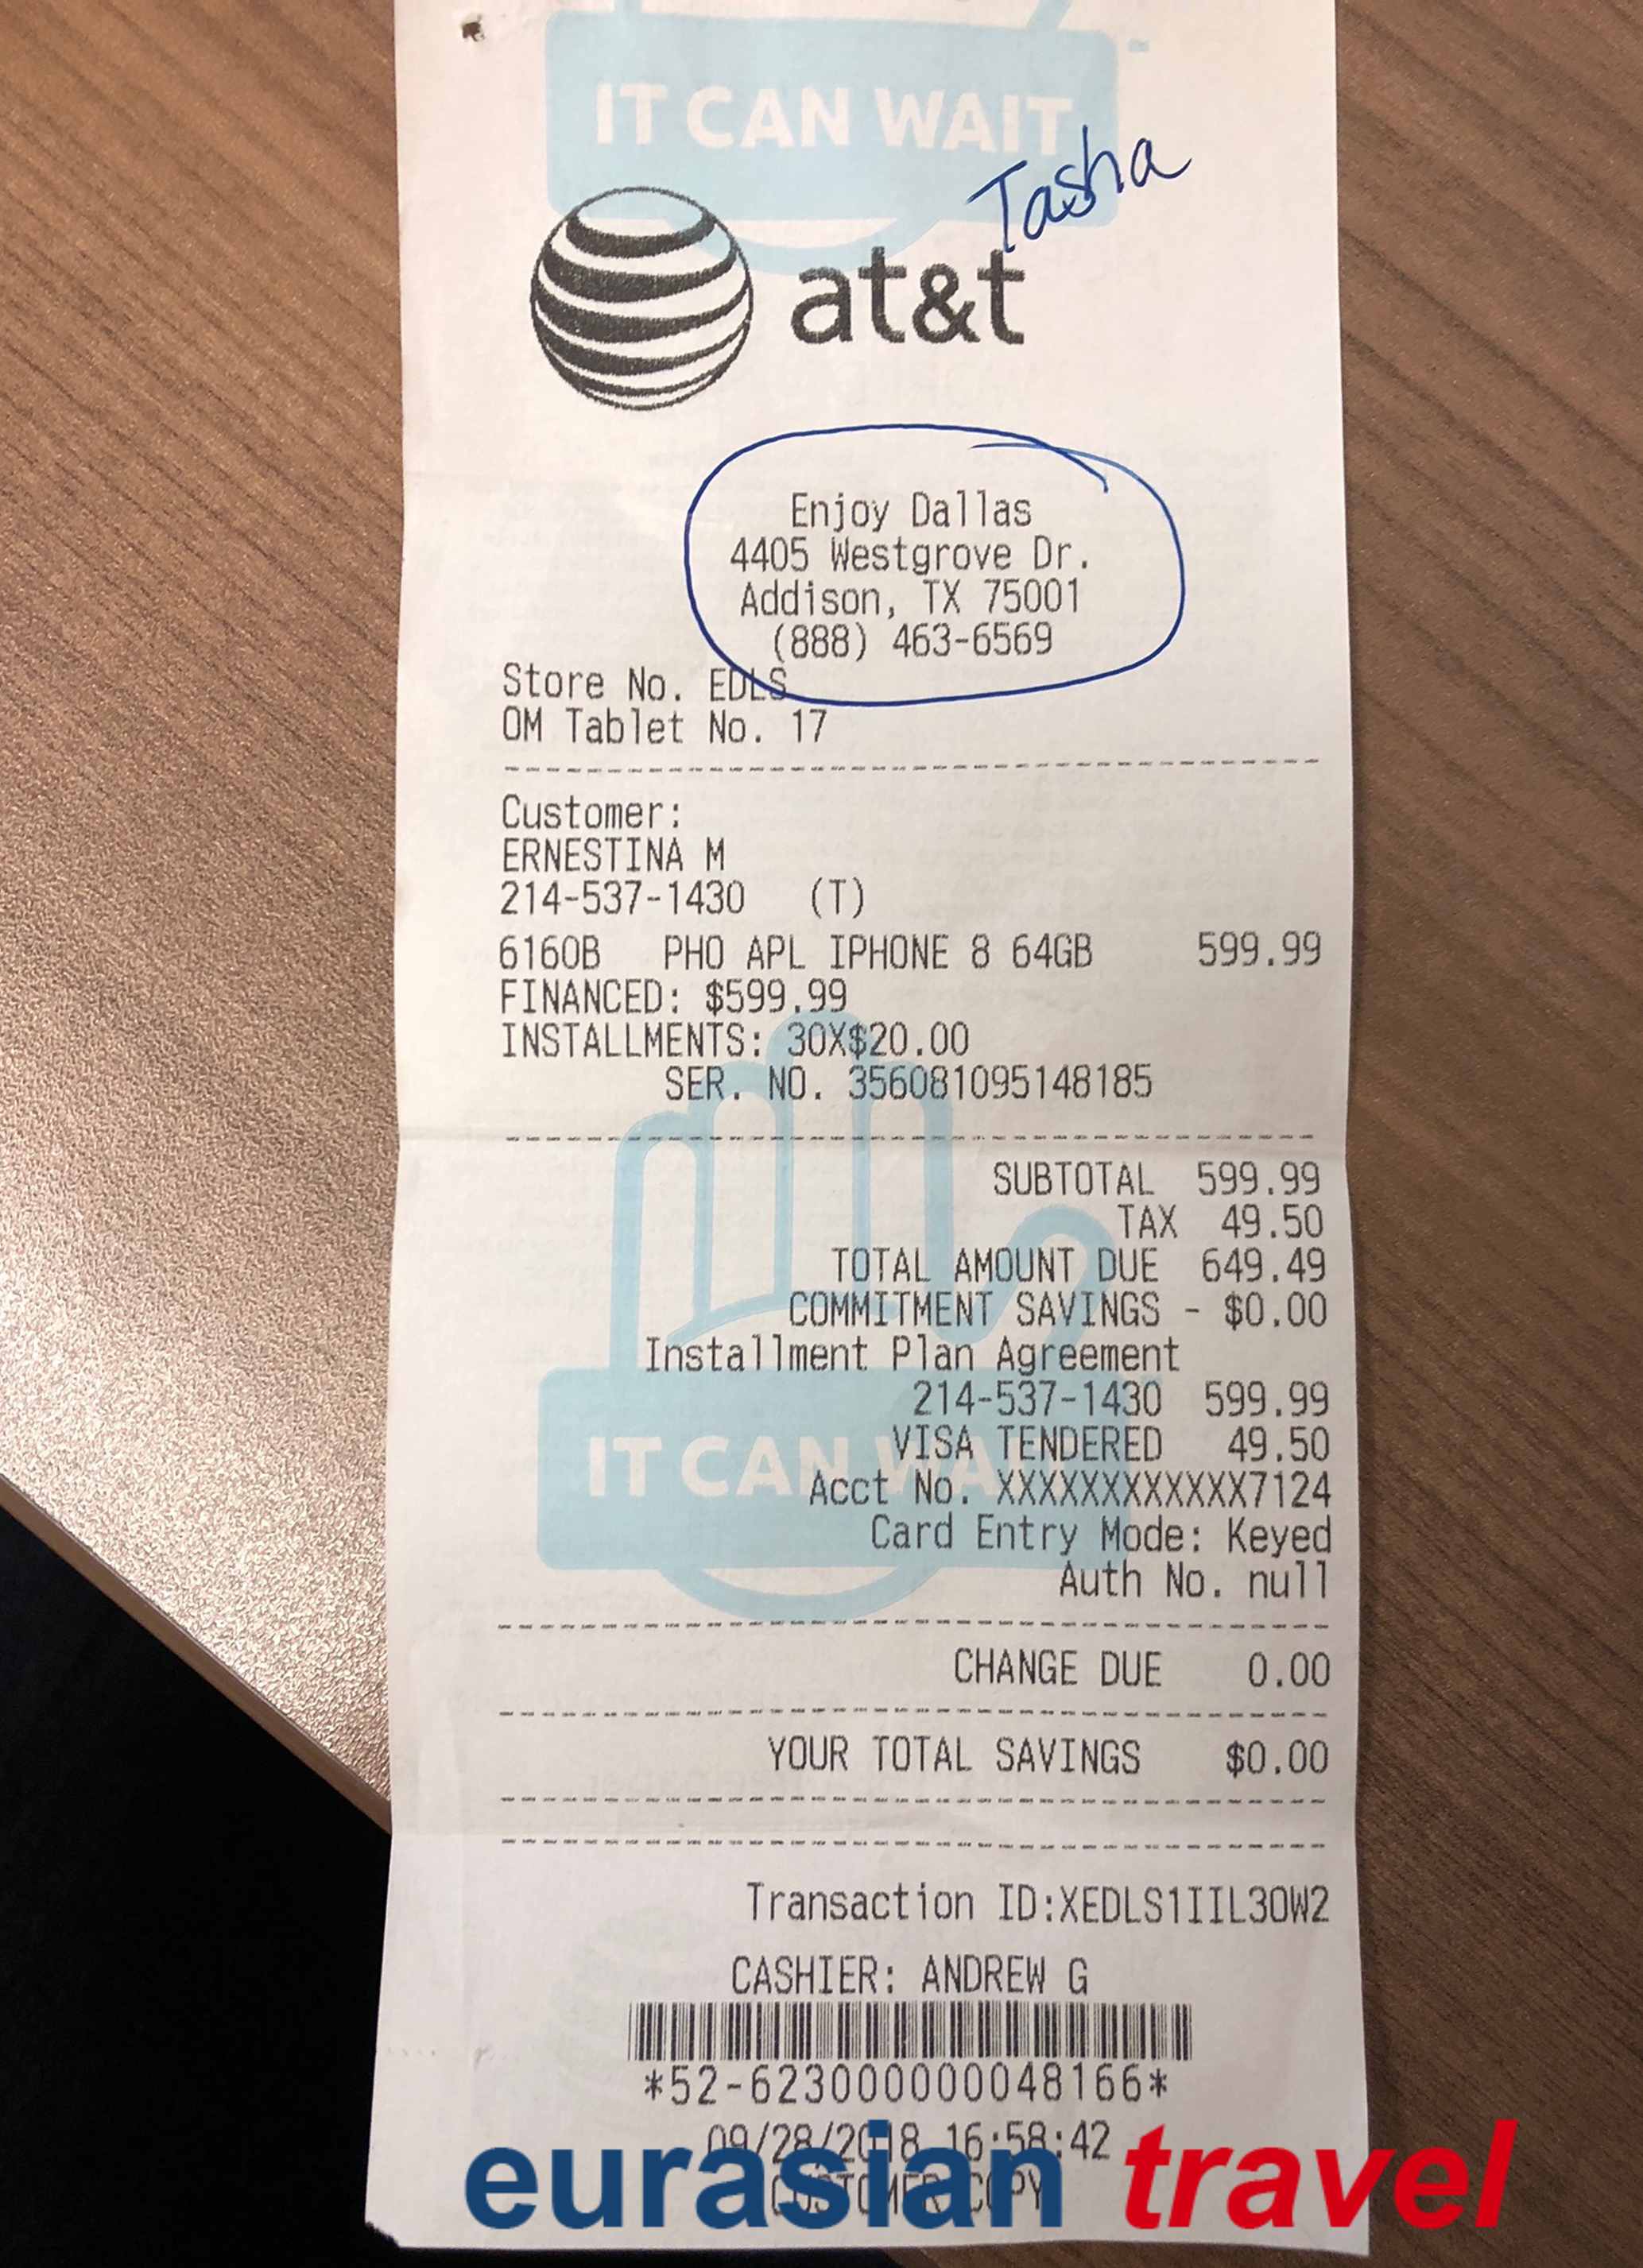 IT CAN WAIT
Tasha
at&t
Enjoy Dallas
4405 Westgrove Dr.
Addison, TX 75001
(888) 463-6569
Store No. EDLS
OM Tablet No. 17
Customer:
ERNESTINA M
214-537-1430 (T)
6160B PHO APL IPHONE 8 64GB 599.99
FINANCED: $599.99
INSTALLMENTS: 30X$20.00
SER. NO. 356081095148185
SUBTOTAL 599.99
TAX 49.50
TOTAL AMOUNT DUE 649.49
COMMITMENT SAVINGS - $0.00
Installment Plan Agreement
214-537-1430 599.99
VISA TENDERED 49.50
IT CAN WA
Acct No. XXXXXXXXXXXX7124
Card Entry Mode: Keyed
Auth No. null
CHANGE DUE 0.00
YOUR TOTAL SAVINGS $0.00
Transaction ID:XEDLS1IIL30W2
CASHIER: ANDREW G
*52-623000000048166*
09/28/2018 16:58:42
CUSTOMER COPY
eurasian travel